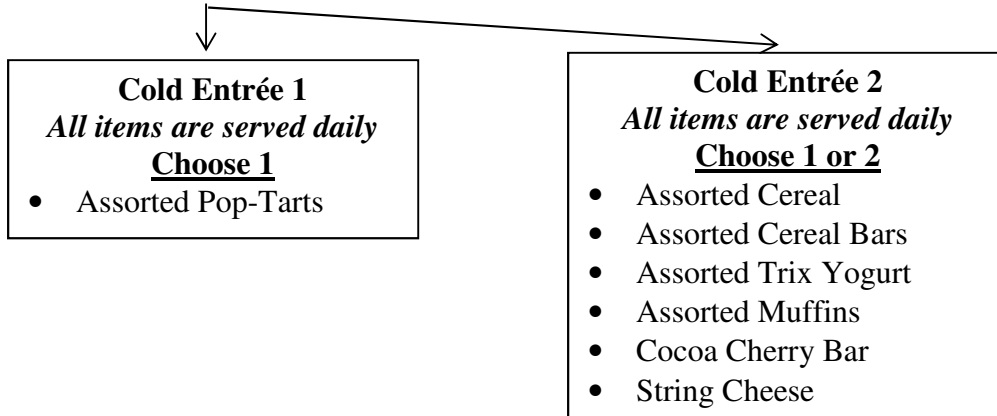 Cold Entrée 1
All items are served daily
Choose 1
• Assorted Pop-Tarts
Cold Entrée 2
All items are served daily
Choose 1 or 2
• Assorted Cereal
• Assorted Cereal Bars
• Assorted Trix Yogurt
• Assorted Muffins
• Cocoa Cherry Bar
• String Cheese